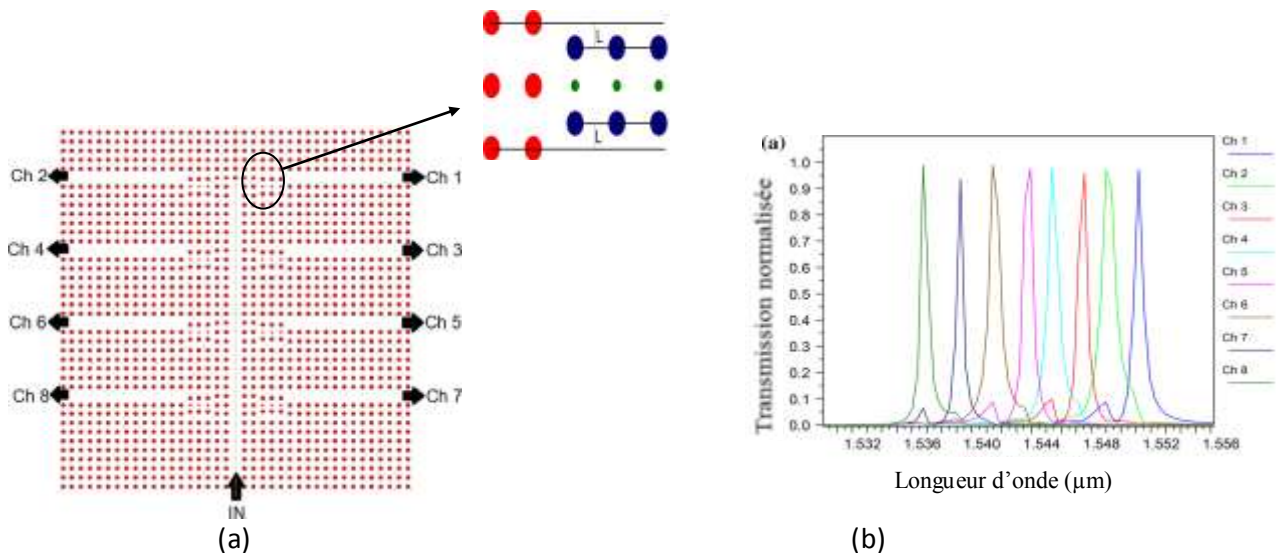 L
L
Ch 2
Ch 1
Ch 4
Ch 3
Ch 6
Ch 5
Ch 8
Ch 7
IN
(a)
(a)
Transmission normalisée
1.0
0.9
0.8
0.7
0.6
0.5
0.4
0.3
0.2
0.1
0.0
1.532 1.536 1.540 1.544 1.548 1.552 1.556
Longueur d'onde (µm)
Ch 1
Ch 2
Ch 3
Ch 4
Ch 5
Ch 6
Ch 7
Ch 8
(b)